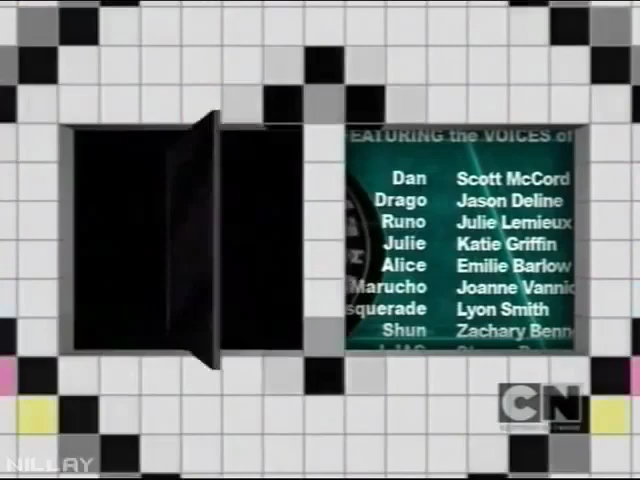 EATURING the VOICES of
Dan Scott McCord
Drago Jason Deline
Runo Julie Lemieux
Julie Katie Griffin
Alice Emilie Barlow
Marucho Joanne Vannic
squerade Lyon Smith
Shun Zachary Benn
CN
NILLAY